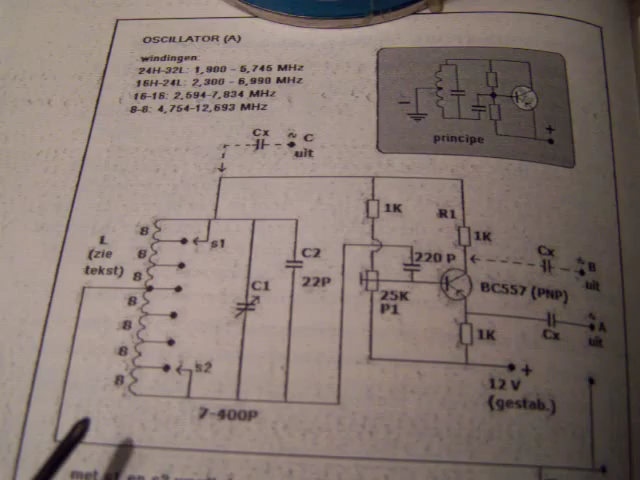 OSCILLATOR (A)
windingen:
24H-32L: 1,900 - 5,745 MHz
16H-24L: 2,300 - 6,990 MHz
16-16: 2,594-7,834 MHz
8-8: 4,754-12,693 MHz
principe
-
+
Cx
~
C
uit
L
(zie
tekst)
8
8
8
8
8
8
8
s1
s2
C1
C2
22P
7-400P
1K
R1
1K
220 P
25K
P1
BC557 (PNP)
1K
Cx
~
B
uit
Cx
~
A
uit
+
12 V
(gestab.)